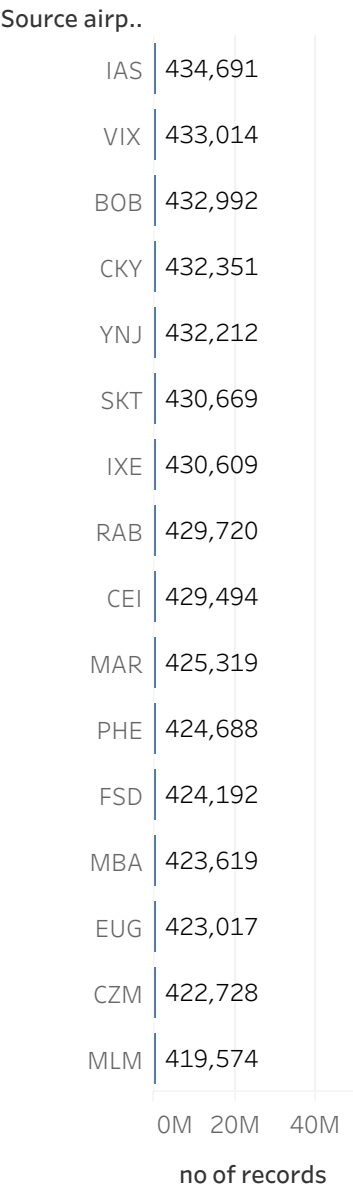 Source airp..
IAS 434,691
VIX 433,014
BOB 432,992
CKY 432,351
YNJ 432,212
SKT 430,669
IXE 430,609
RAB 429,720
CEI 429,494
MAR 425,319
PHE 424,688
FSD 424,192
MBA 423,619
EUG 423,017
CZM 422,728
MLM 419,574
0M 20M 40M
no of records